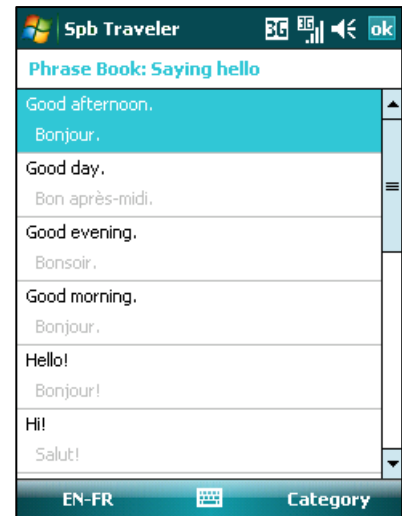 Spb Traveler 3G 3G ok
Phrase Book: Saying hello
Good afternoon.
Bonjour.
Good day.
Bon après-midi.
Good evening.
Bonsoir.
Good morning.
Bonjour.
Hello!
Bonjour!
Hi!
Salut!
EN-FR Category